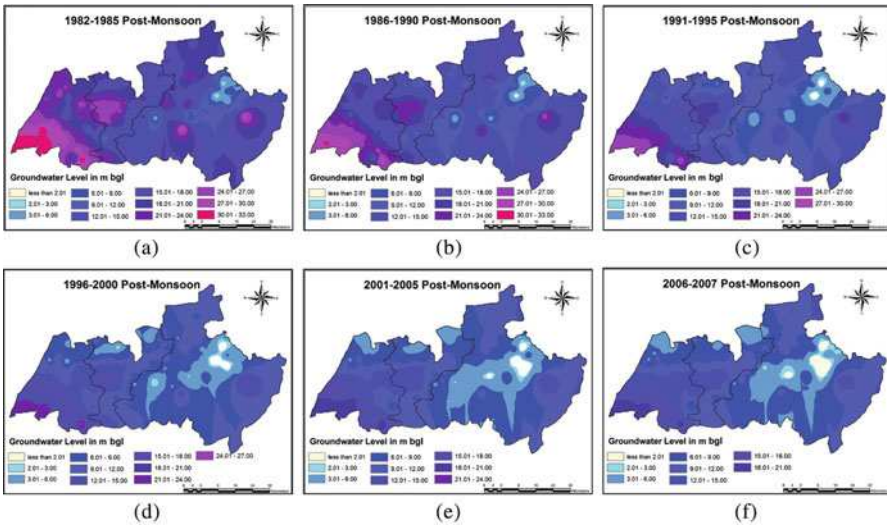 1982-1985 Post-Monsoon
Groundwater Level in m bgl
less than 2.01
2.01 - 3.00
3.01 - 6.00
6.01 - 9.00
9.01 - 12.00
12.01 - 15.00
15.01 - 18.00
18.01 - 21.00
21.01 - 24.00
24.01 - 27.00
27.01 - 30.00
30.01 - 33.00
(a)
1986-1990 Post-Monsoon
Groundwater Level in m bgl
less than 2.01
2.01 - 3.00
3.01 - 6.00
6.01 - 9.00
9.01 - 12.00
12.01 - 15.00
15.01 - 18.00
18.01 - 21.00
21.01 - 24.00
24.01 - 27.00
27.01 - 30.00
30.01 - 33.00
(b)
1991-1995 Post-Monsoon
Groundwater Level in m bgl
less than 2.01
2.01 - 3.00
3.01 - 6.00
6.01 - 9.00
9.01 - 12.00
12.01 - 15.00
15.01 - 18.00
18.01 - 21.00
21.01 - 24.00
24.01 - 27.00
27.01 - 30.00
(c)
1996-2000 Post-Monsoon
Groundwater Level in m bgl
less than 2.01
2.01 - 3.00
3.01 - 6.00
9.01 - 12.00
12.01 - 15.00
15.01 - 18.00
18.01 - 21.00
21.01 - 24.00
24.01 - 27.00
(d)
2001-2005 Post-Monsoon
Groundwater Level in m bgl
less than 2.01
2.01 - 3.00
3.01 - 6.00
6.01 - 9.00
9.01 - 12.00
12.01 - 15.00
15.01 - 18.00
18.01 - 21.00
21.01 - 24.00
(e)
2006-2007 Post-Monsoon
Groundwater Level in m bgl
less than 2.01
2.01 - 3.00
3.01 - 6.00
6.01 - 9.00
9.01 - 12.00
12.01 - 15.00
15.01 - 18.00
18.01 - 21.00
(f)